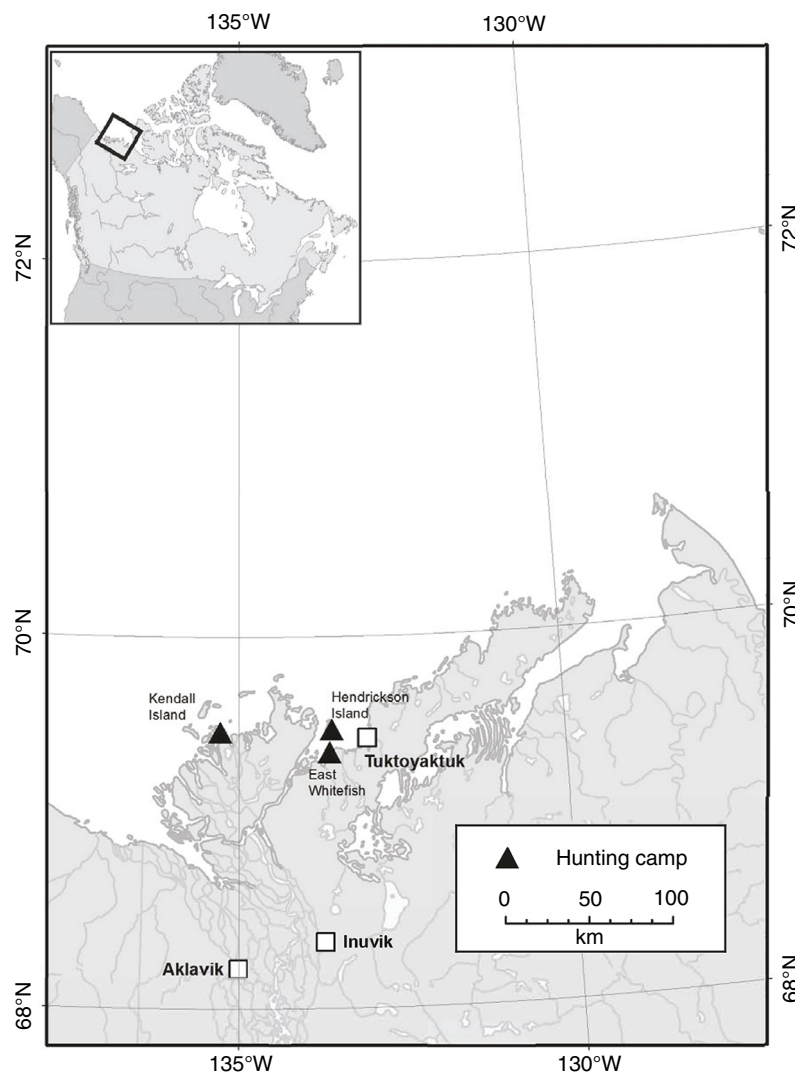 135°W 130°W
72°N
72°N
70°N
70°N
Kendall
Island
Hendrickson
Island
Tuktoyaktuk
East
Whitefish
Hunting camp
0 50 100
km
Inuvik
Aklavik
68°N
68°N
135°W 130°W